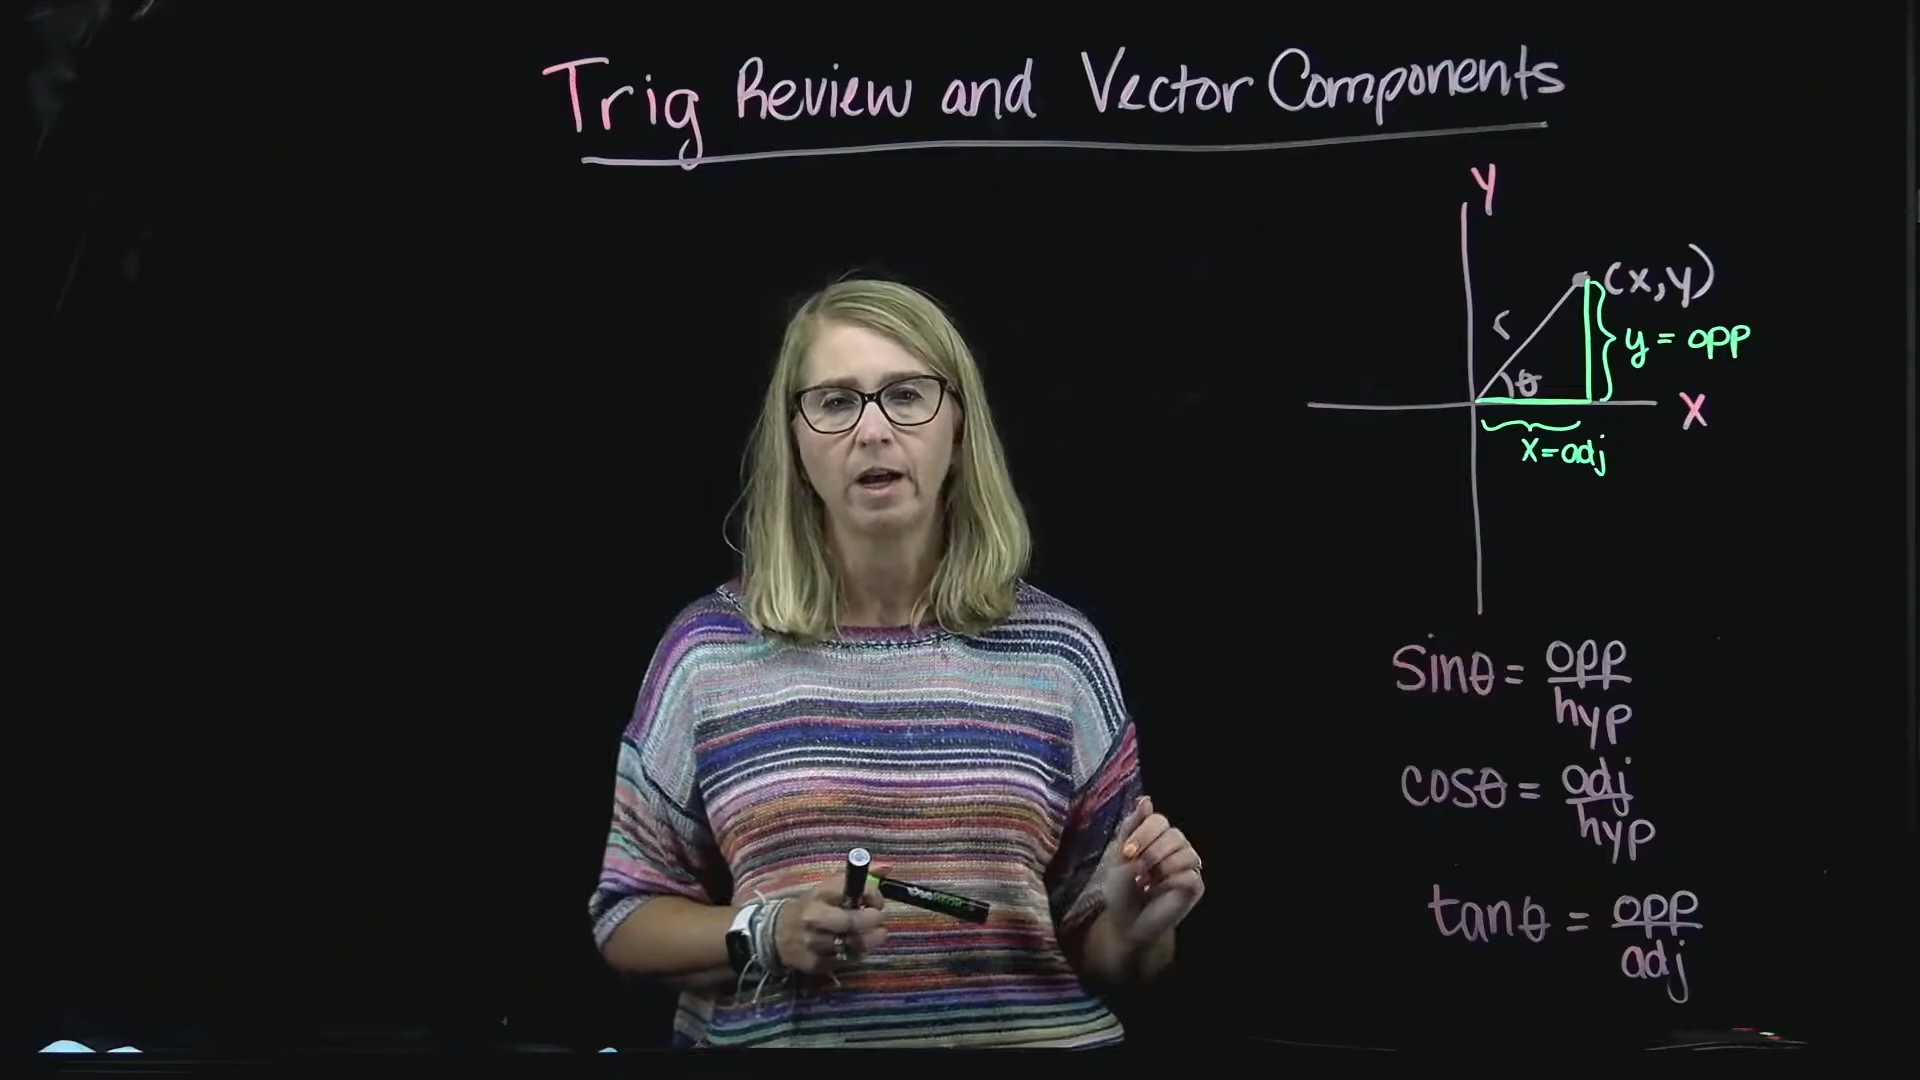 Trig Review and Vector Components
Y
(x,y)
r
y = opp
θ
X
x=adj
sinθ = opp/hyp
cosθ = adj/hyp
tanθ = opp/adj